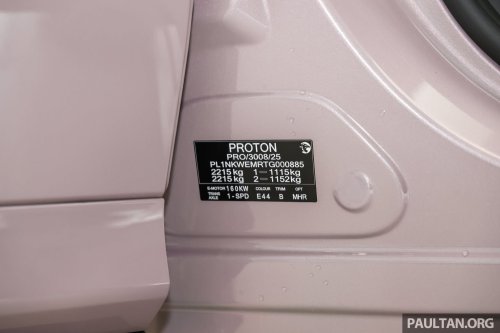 PROTON
PRO/3008/25
PL1NKWEMRTG000885
2215 kg 1 — 1115kg
2215 kg 2 — 1152kg
E-MOTOR 160KW COLOUR TRIM OPT
TRANS AXLE 1-SPD E44 B MHR
PAULTAN.ORG